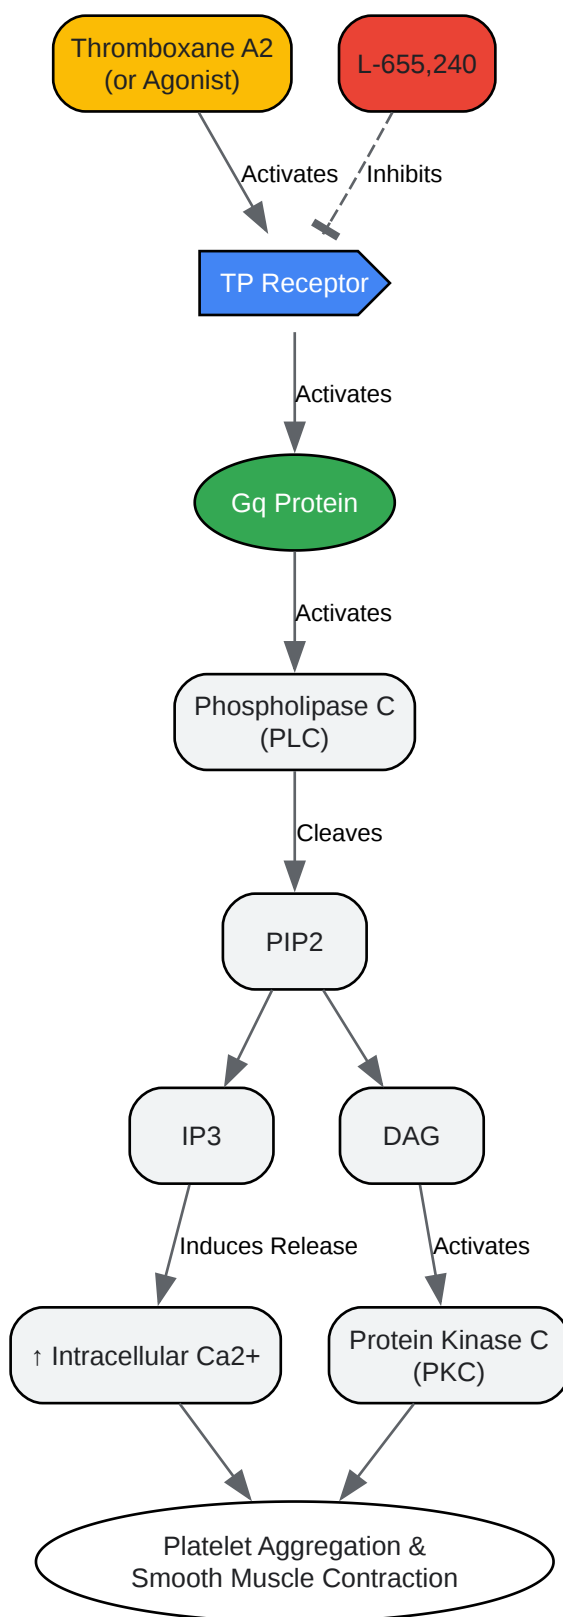 Thromboxane A2
(or Agonist)
L-655,240
Activates
Inhibits
TP Receptor
Activates
Gq Protein
Activates
Phospholipase C
(PLC)
Cleaves
PIP2
IP3
DAG
Induces Release
Activates
↑ Intracellular Ca2+
Protein Kinase C
(PKC)
Platelet Aggregation &
Smooth Muscle Contraction